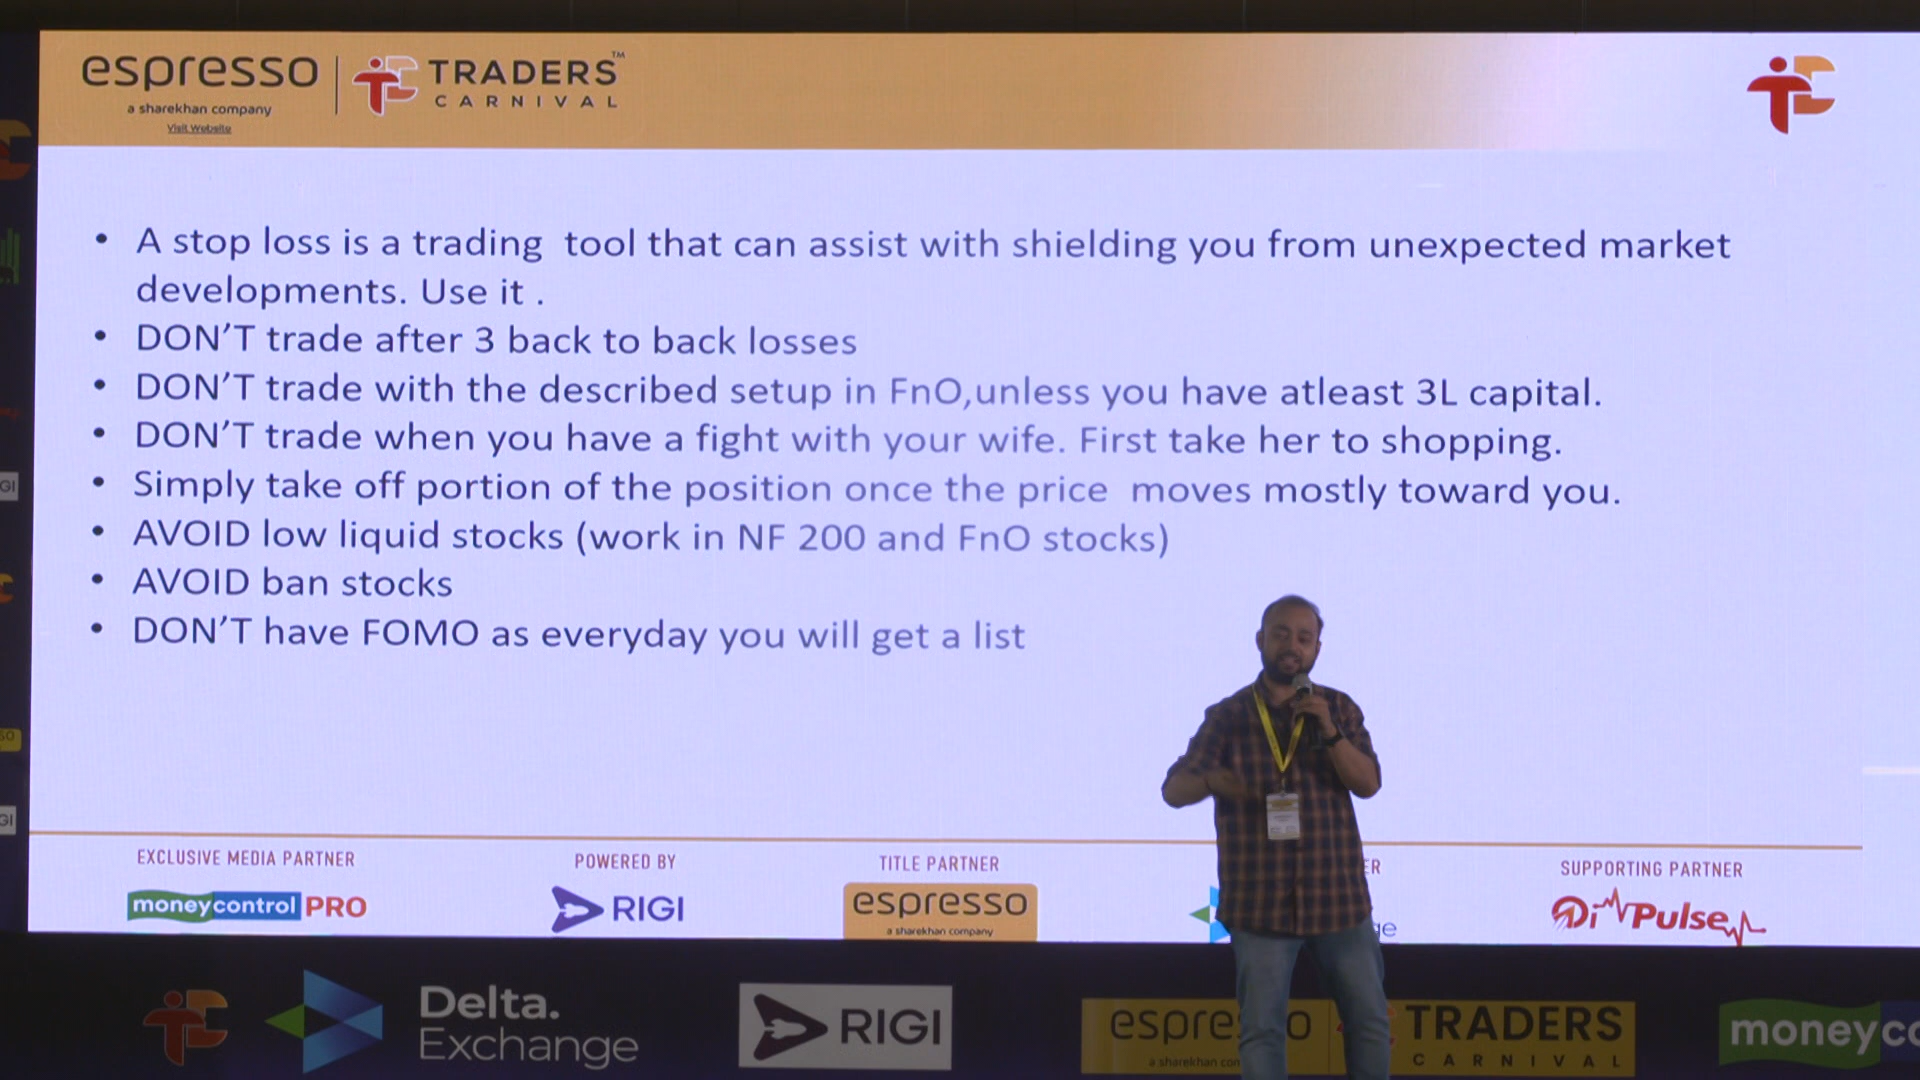 espresso
a sharekhan company
Visit Website
TRADERS™
CARNIVAL
• A stop loss is a trading tool that can assist with shielding you from unexpected market
developments. Use it .
• DON'T trade after 3 back to back losses
• DON'T trade with the described setup in FnO,unless you have atleast 3L capital.
• DON'T trade when you have a fight with your wife. First take her to shopping.
• Simply take off portion of the position once the price moves mostly toward you.
• AVOID low liquid stocks (work in NF 200 and FnO stocks)
• AVOID ban stocks
• DON'T have FOMO as everyday you will get a list
EXCLUSIVE MEDIA PARTNER
moneycontrol PRO
POWERED BY
RIGI
TITLE PARTNER
espresso
a sharekhan company
ER
ge
SUPPORTING PARTNER
DiPulse
Delta.
Exchange
RIGI
espre o
a sharekhan com
TRADERS
CARNIVAL
moneyco